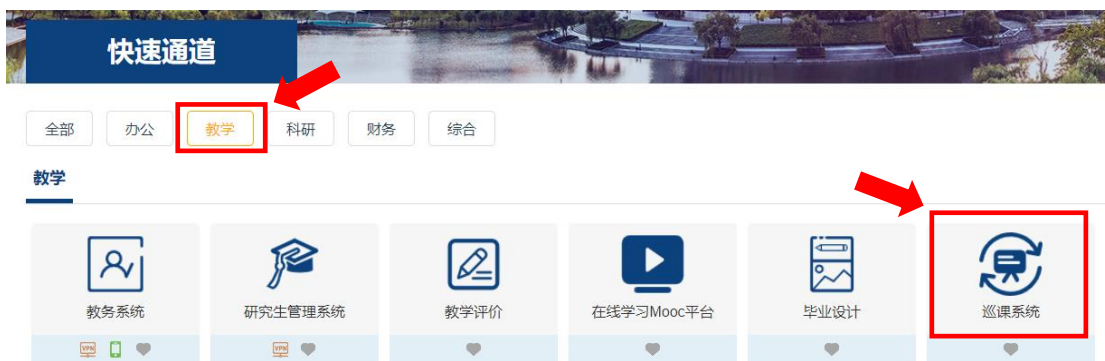 快速通道
全部 办公 教学 科研 财务 综合
教学
教务系统 研究生管理系统 教学评价 在线学习Mooc平台 毕业设计 巡课系统
VPN VPN